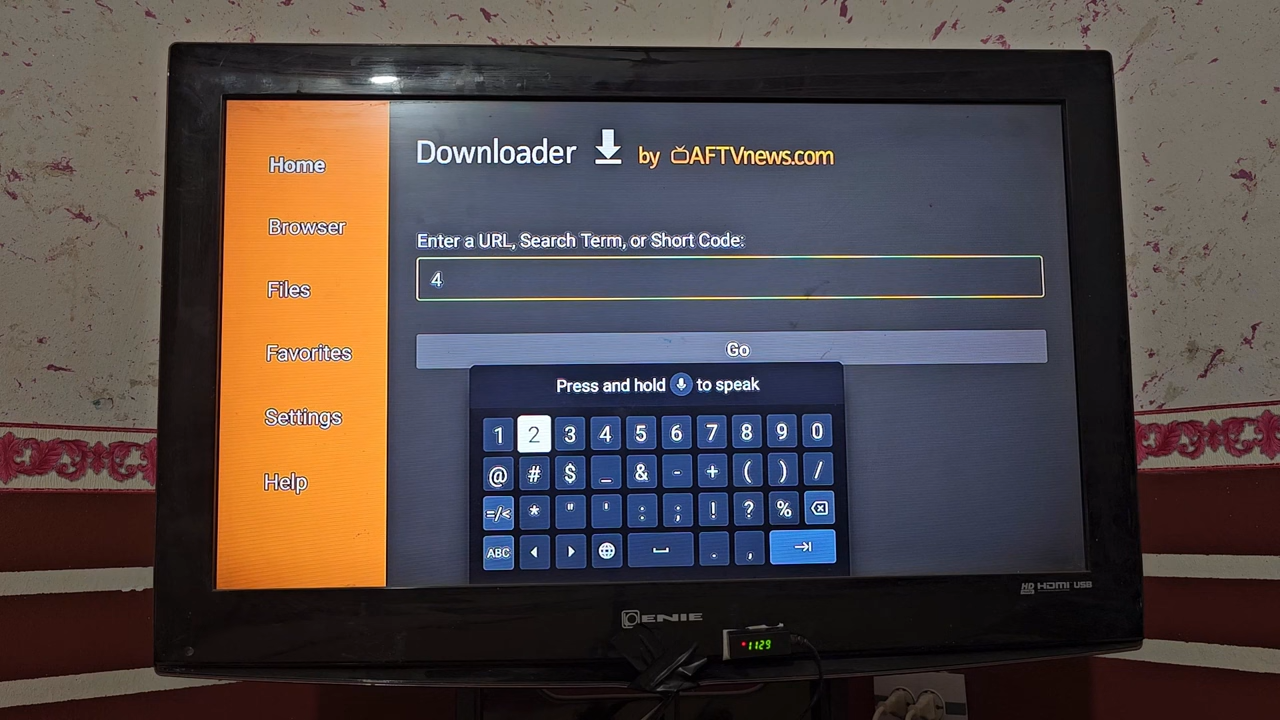 Downloader by AFTVnews.com
Home
Browser
Files
Favorites
Settings
Help
Enter a URL, Search Term, or Short Code:
4
Go
Press and hold to speak
1 2 3 4 5 6 7 8 9 0
@ # $ _ & - + ( ) /
=/< * " ' : ; ! ? %
ABC . ,
HD HDMI USB
GENIE
1129